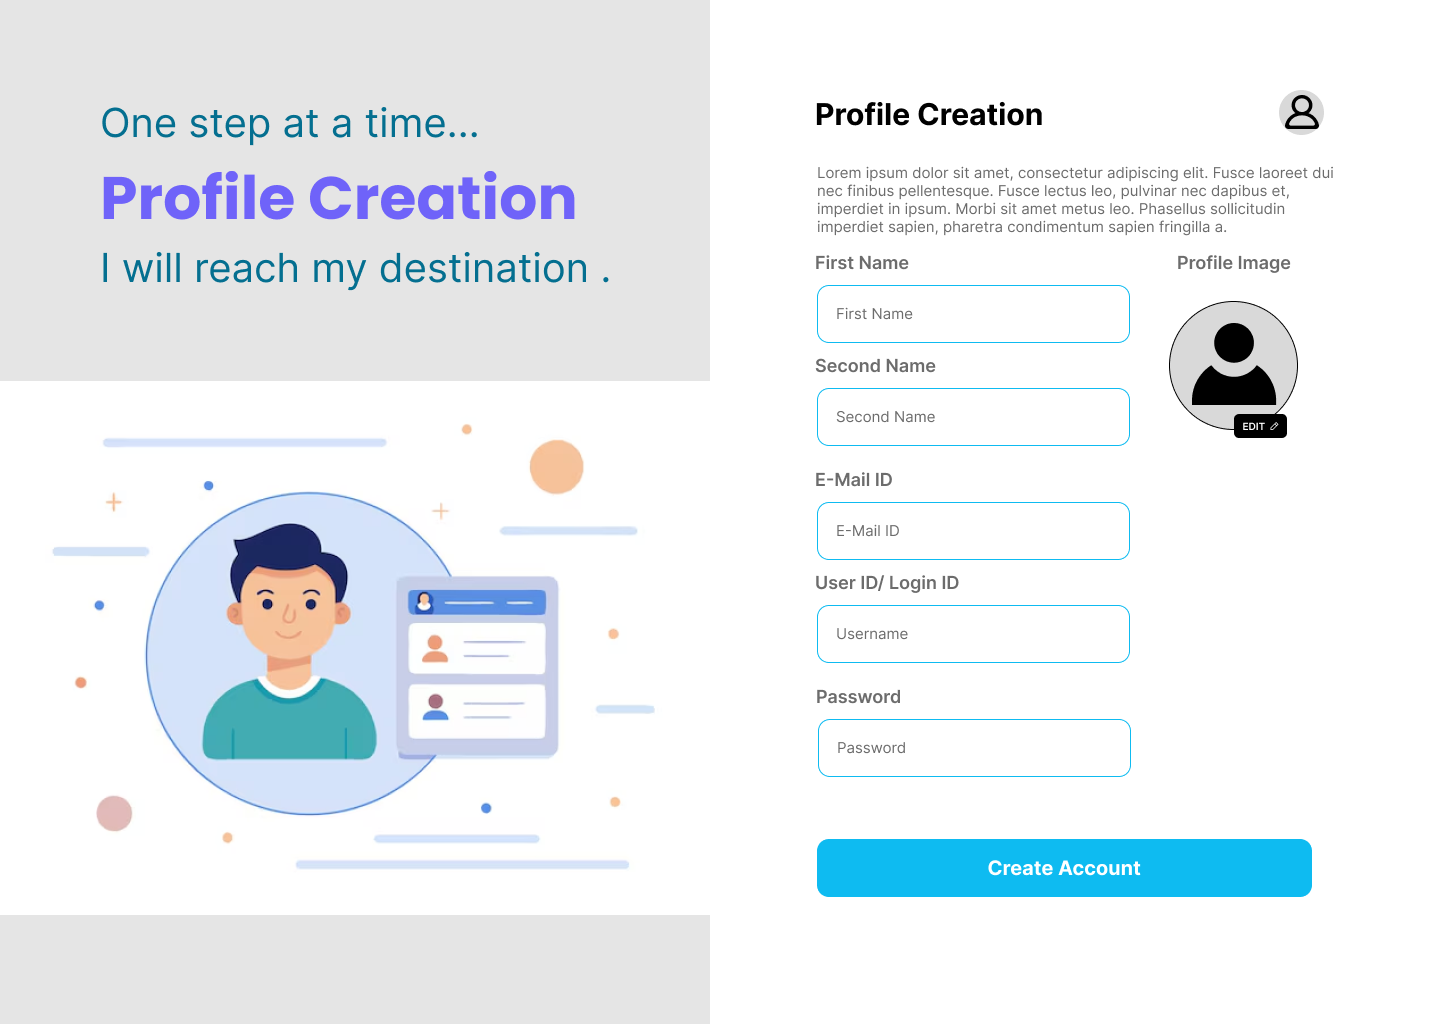 One step at a time...
Profile Creation
I will reach my destination .
Profile Creation
Lorem ipsum dolor sit amet, consectetur adipiscing elit. Fusce laoreet dui
nec finibus pellentesque. Fusce lectus leo, pulvinar nec dapibus et,
imperdiet in ipsum. Morbi sit amet metus leo. Phasellus sollicitudin
imperdiet sapien, pharetra condimentum sapien fringilla a.
First Name
Profile Image
First Name
Second Name
Second Name
EDIT
E-Mail ID
E-Mail ID
User ID/ Login ID
Username
Password
Password
Create Account